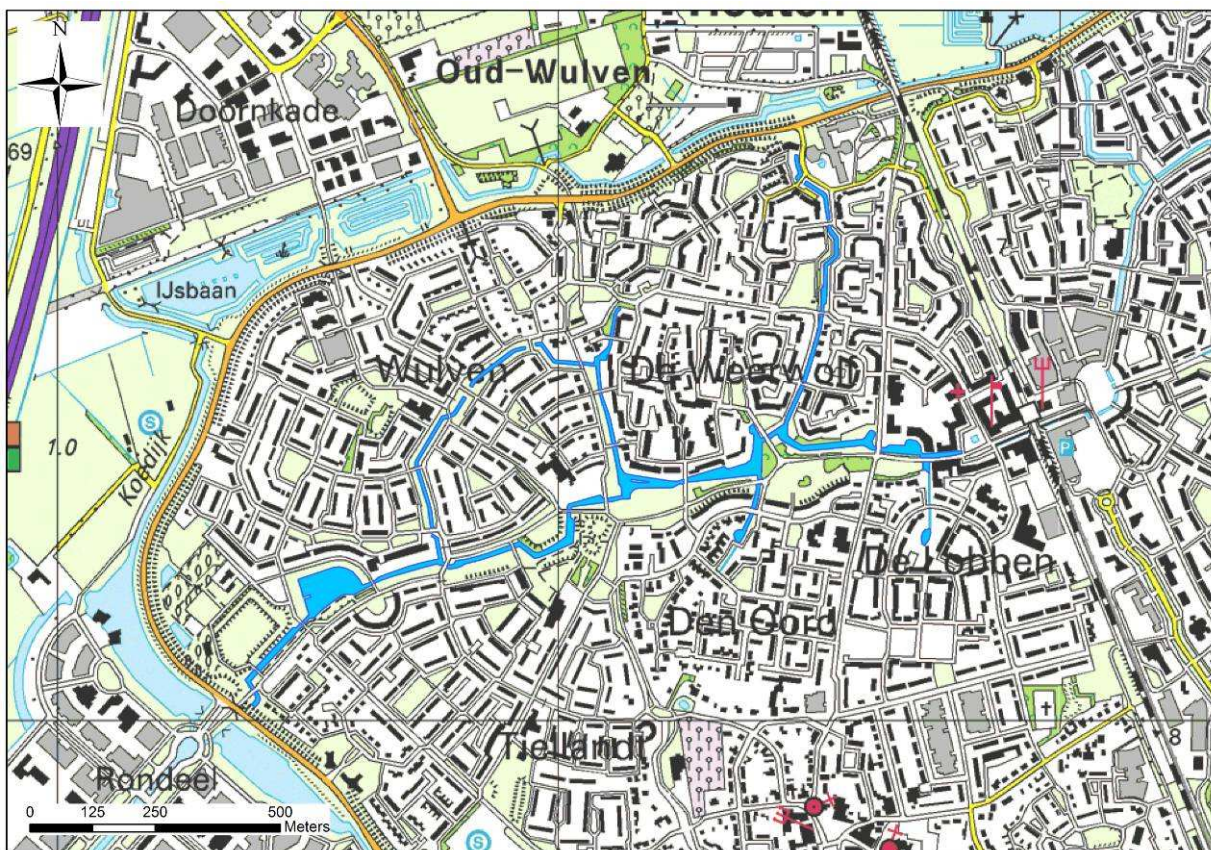 N
Houten
Oud-Wulven
Doornkade
69
IJsbaan
Wulven
De Weerwolf
S
1.0
Koedijk
P
De Lobben
Den Oord
Tiellandt
8
Rondeel
0 125 250 500
Meters
S